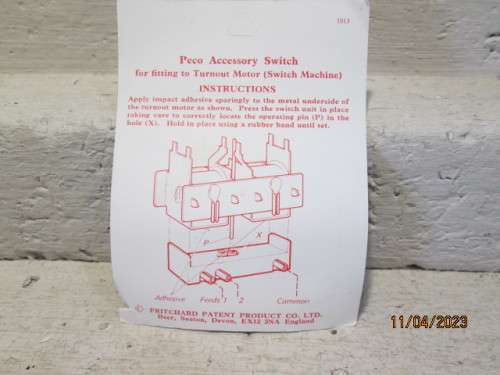 1013
Peco Accessory Switch
for fitting to Turnout Motor (Switch Machine)
INSTRUCTIONS
Apply impact adhesive sparingly to the metal underside of
the turnout motor as shown. Press the switch unit in place
taking care to correctly locate the operating pin (P) in the
hole (X). Hold in place using a rubber band until set.
P X
Adhesive Feeds 1 2 Common
© PRITCHARD PATENT PRODUCT CO. LTD.
Beer, Seaton, Devon, EX12 3NA England
11/04/2023